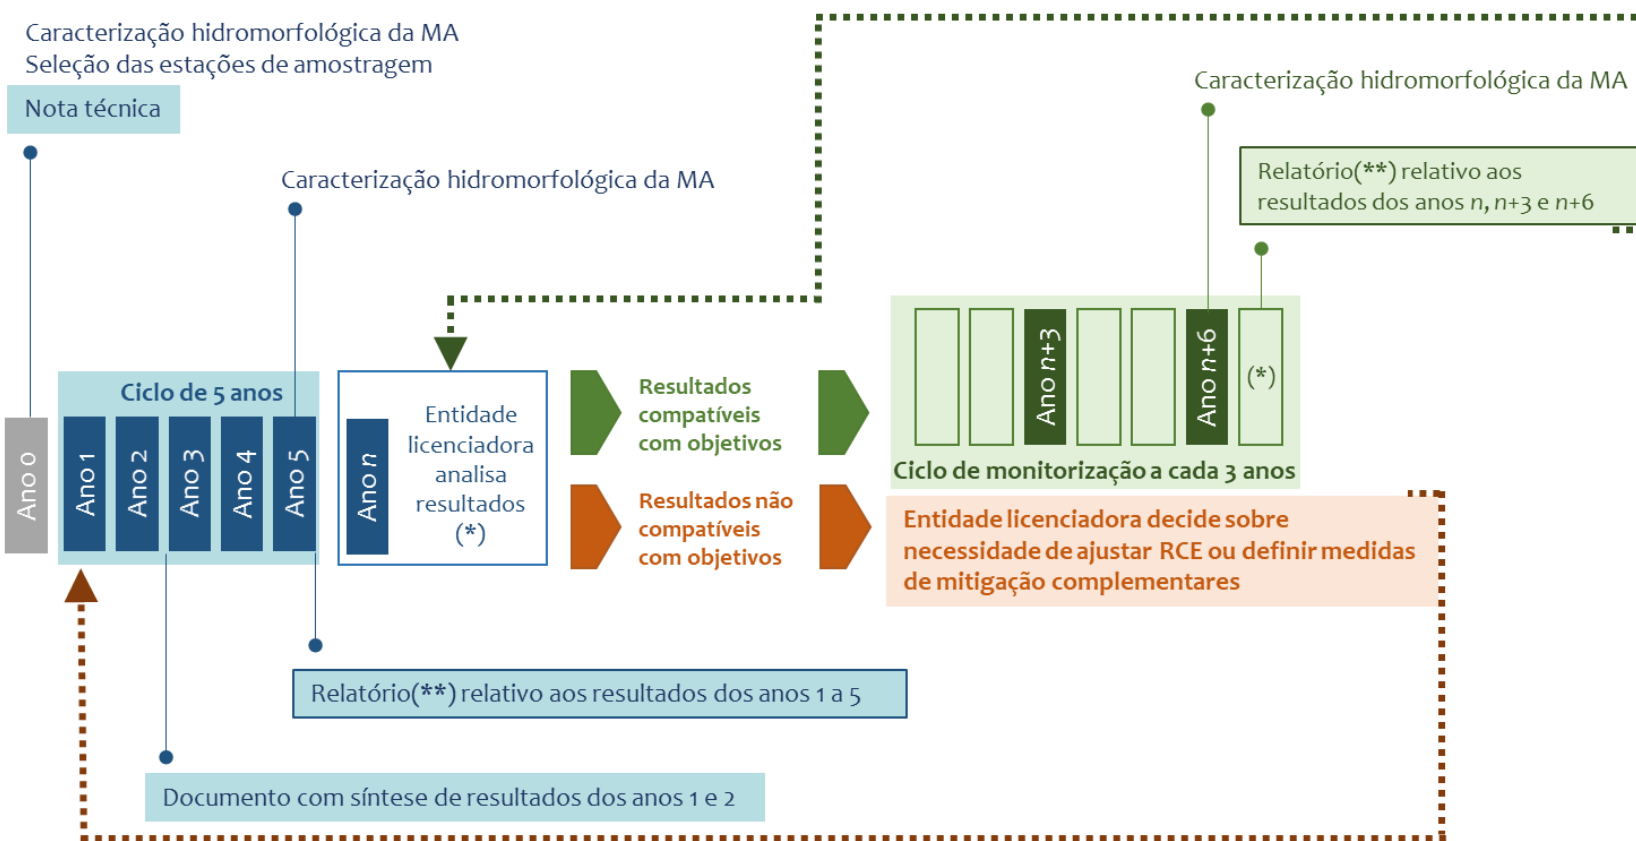 Caracterização hidromorfológica da MA
Seleção das estações de amostragem
Nota técnica
Caracterização hidromorfológica da MA
Caracterização hidromorfológica da MA
Relatório(**) relativo aos
resultados dos anos n, n+3 e n+6
Ciclo de 5 anos
Ano 0
Ano 1
Ano 2
Ano 3
Ano 4
Ano 5
Ano n
Entidade
licenciadora
analisa
resultados
(*)
Resultados
compatíveis
com objetivos
Resultados não
compatíveis
com objetivos
Ano n+3
Ano n+6
(*)
Ciclo de monitorização a cada 3 anos
Entidade licenciadora decide sobre
necessidade de ajustar RCE ou definir medidas
de mitigação complementares
Relatório(**) relativo aos resultados dos anos 1 a 5
Documento com síntese de resultados dos anos 1 e 2